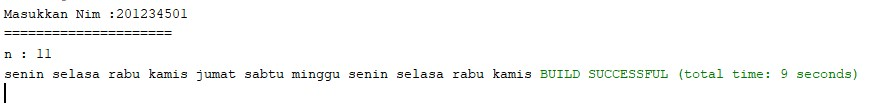 Masukkan Nim :201234501
=====================
n : 11
senin selasa rabu kamis jumat sabtu minggu senin selasa rabu kamis BUILD SUCCESSFUL (total time: 9 seconds)